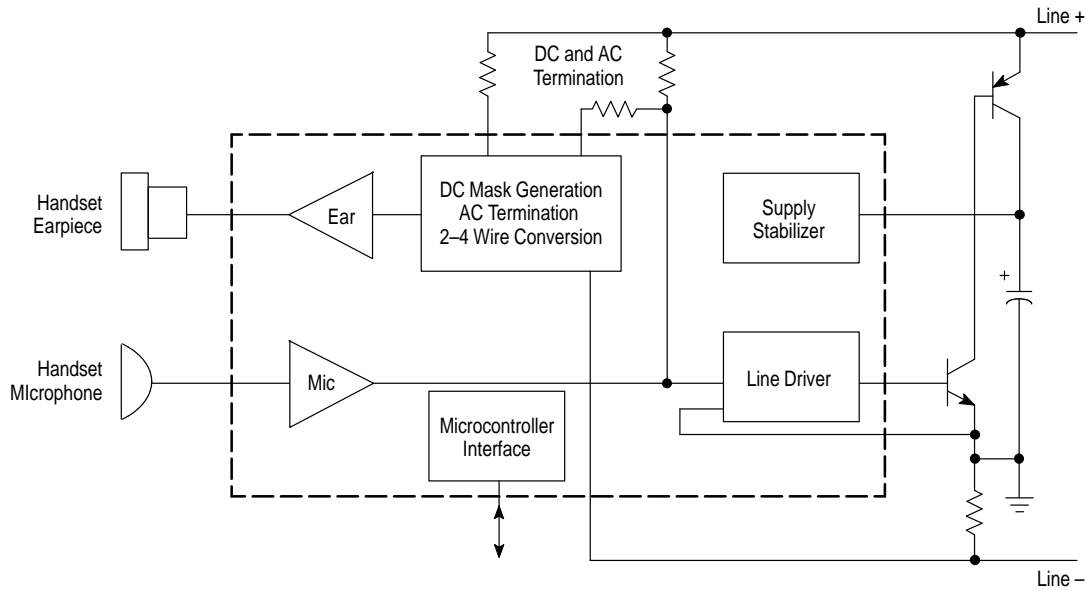 Line +
DC and AC
Termination
Handset
Earpiece
Ear
DC Mask Generation
AC Termination
2–4 Wire Conversion
Supply
Stabilizer
+
Handset
MIcrophone
Mic
Line Driver
Microcontroller
Interface
Line –